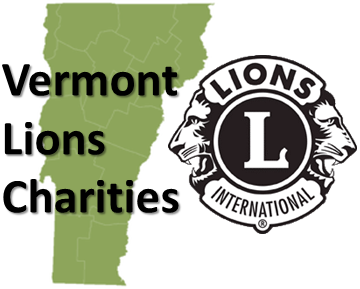 Vermont
Lions
Charities
LIONS
L
INTERNATIONAL
®